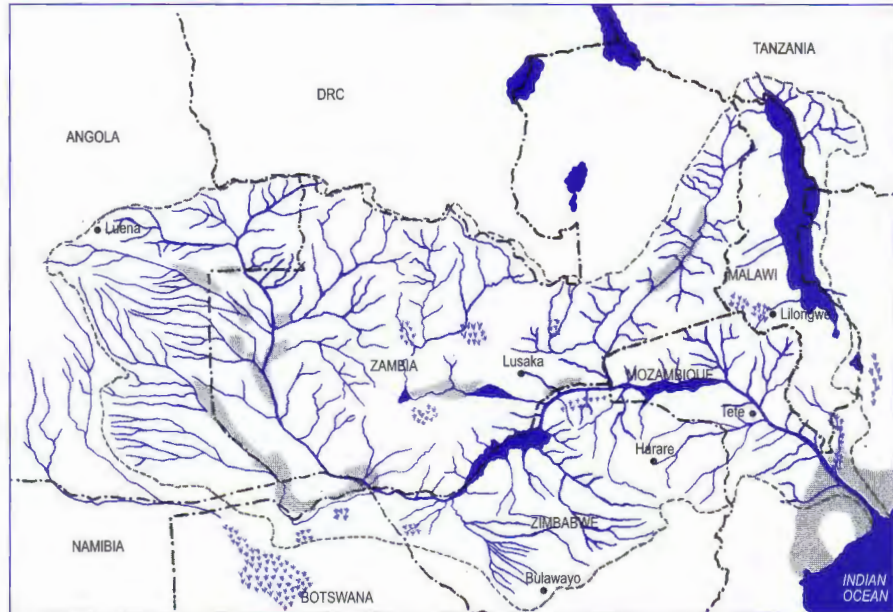 TANZANIA
DRC
ANGOLA
Luena
MALAWI
Lilongwe
ZAMBIA
Lusaka
MOZAMBIQUE
Tete
Harare
ZIMBABWE
NAMIBIA
BOTSWANA
Bulawayo
INDIAN
OCEAN